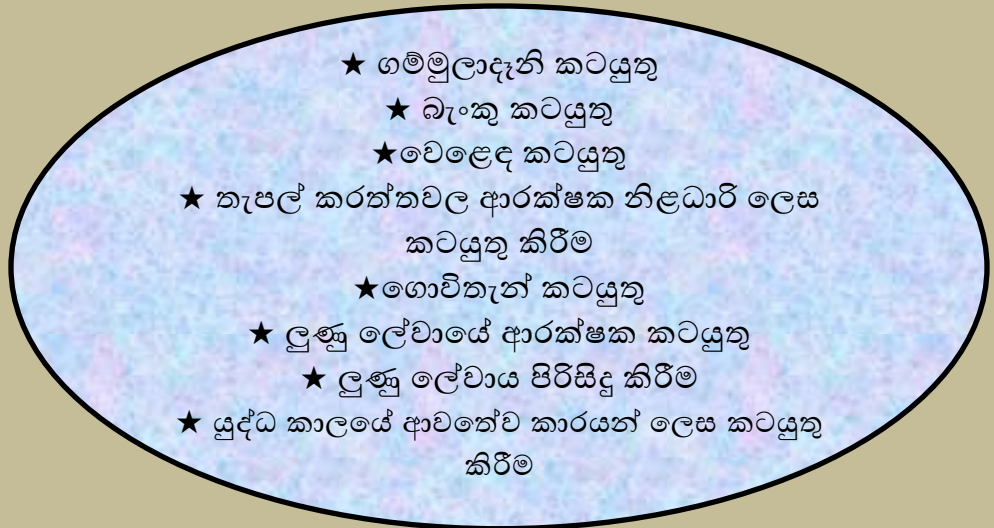 ★ ගම්මුලාදෑනි කටයුතු
★ බැංකු කටයුතු
★වෙළෙඳ කටයුතු
★ තැපල් කරත්තවල ආරක්ෂක නිළධාරි ලෙස
කටයුතු කිරීම
★ගොවිතැන් කටයුතු
★ ලුණු ලේවායේ ආරක්ෂක කටයුතු
★ ලුණු ලේවාය පිරිසිදු කිරීම
★ යුද්ධ කාලයේ ආවතේව කාරයන් ලෙස කටයුතු
කිරීම